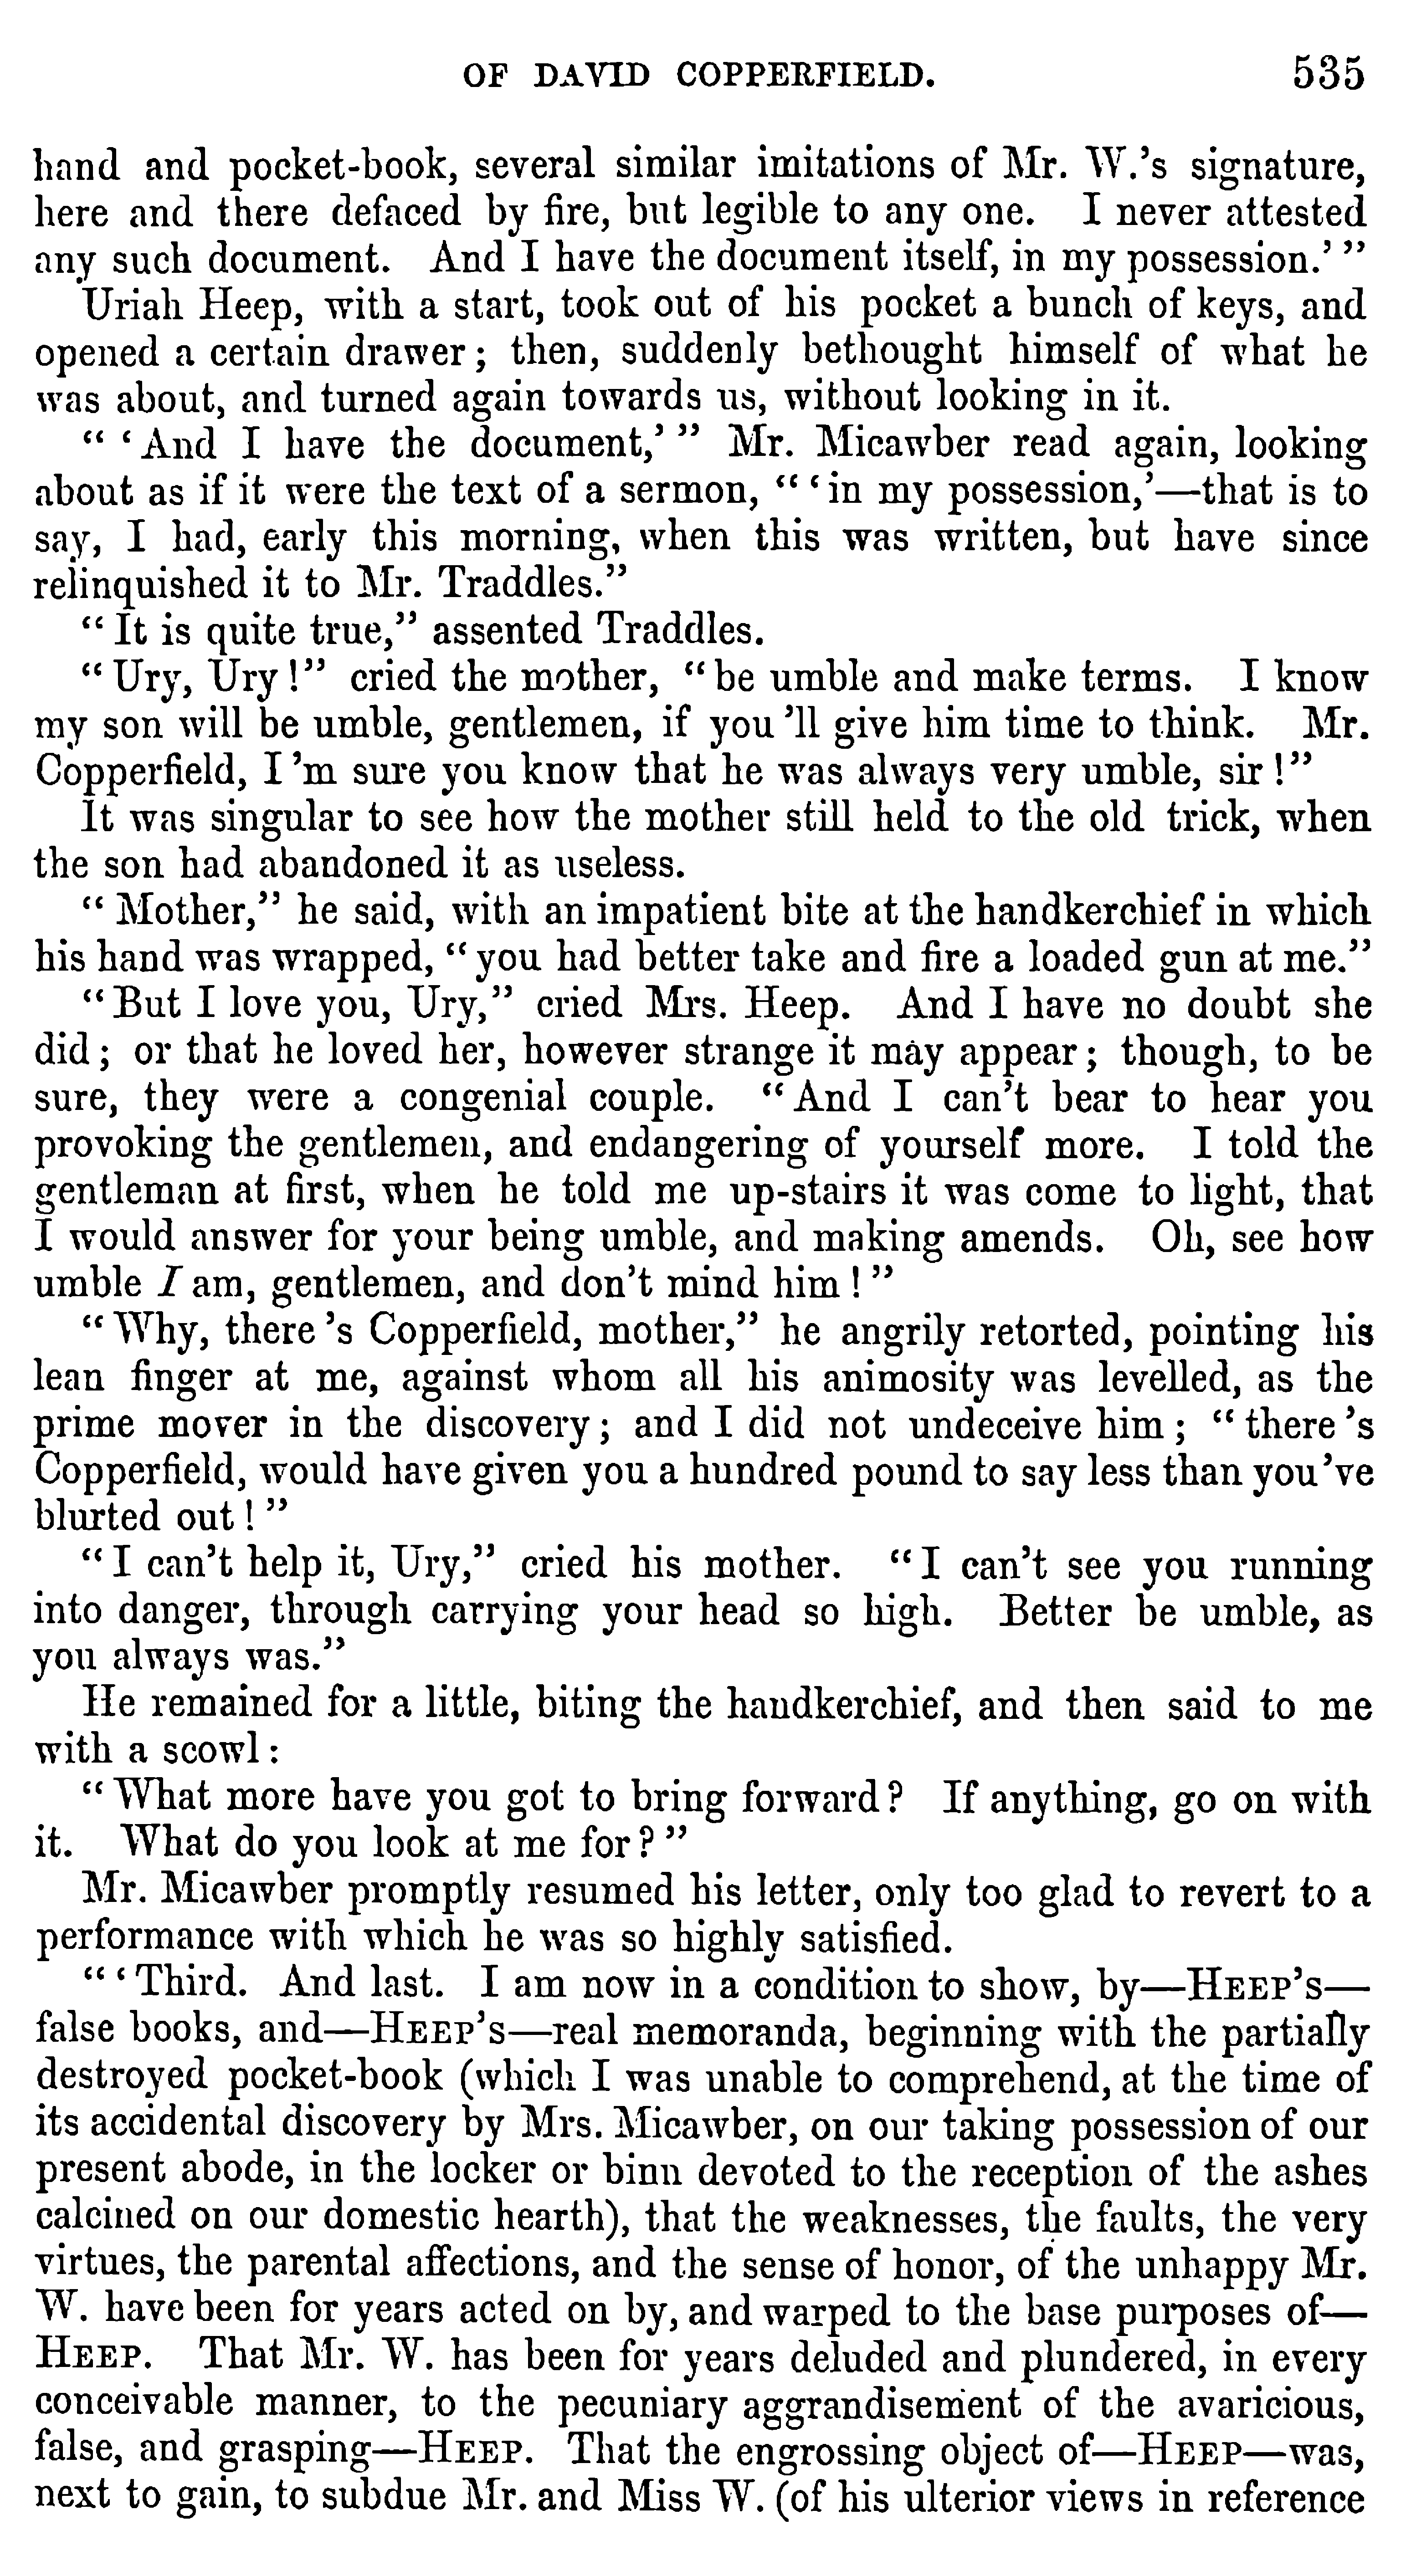 OF DAVID COPPERFIELD. 535
hand and pocket-book, several similar imitations of Mr. W.'s signature,
here and there defaced by fire, but legible to any one. I never attested
any such document. And I have the document itself, in my possession.' ”
Uriah Heep, with a start, took out of his pocket a bunch of keys, and
opened a certain drawer; then, suddenly bethought himself of what he
was about, and turned again towards us, without looking in it.
“ ‘And I have the document,’ ” Mr. Micawber read again, looking
about as if it were the text of a sermon, “ ‘in my possession,’—that is to
say, I had, early this morning, when this was written, but have since
relinquished it to Mr. Traddles.”
“It is quite true,” assented Traddles.
“Ury, Ury!” cried the mother, “be umble and make terms. I know
my son will be umble, gentlemen, if you 'll give him time to think. Mr.
Copperfield, I 'm sure you know that he was always very umble, sir!”
It was singular to see how the mother still held to the old trick, when
the son had abandoned it as useless.
“Mother,” he said, with an impatient bite at the handkerchief in which
his hand was wrapped, “you had better take and fire a loaded gun at me.”
“But I love you, Ury,” cried Mrs. Heep. And I have no doubt she
did; or that he loved her, however strange it may appear; though, to be
sure, they were a congenial couple. “And I can't bear to hear you
provoking the gentlemen, and endangering of yourself more. I told the
gentleman at first, when he told me up-stairs it was come to light, that
I would answer for your being umble, and making amends. Oh, see how
umble I am, gentlemen, and don't mind him!”
“Why, there 's Copperfield, mother,” he angrily retorted, pointing his
lean finger at me, against whom all his animosity was levelled, as the
prime mover in the discovery; and I did not undeceive him; “there 's
Copperfield, would have given you a hundred pound to say less than you 've
blurted out!”
“I can't help it, Ury,” cried his mother. “I can't see you running
into danger, through carrying your head so high. Better be umble, as
you always was.”
He remained for a little, biting the handkerchief, and then said to me
with a scowl:
“What more have you got to bring forward? If anything, go on with
it. What do you look at me for?”
Mr. Micawber promptly resumed his letter, only too glad to revert to a
performance with which he was so highly satisfied.
“ ‘Third. And last. I am now in a condition to show, by—HEEP's—
false books, and—HEEP's—real memoranda, beginning with the partially
destroyed pocket-book (which I was unable to comprehend, at the time of
its accidental discovery by Mrs. Micawber, on our taking possession of our
present abode, in the locker or binn devoted to the reception of the ashes
calcined on our domestic hearth), that the weaknesses, the faults, the very
virtues, the parental affections, and the sense of honor, of the unhappy Mr.
W. have been for years acted on by, and warped to the base purposes of—
HEEP. That Mr. W. has been for years deluded and plundered, in every
conceivable manner, to the pecuniary aggrandisement of the avaricious,
false, and grasping—HEEP. That the engrossing object of—HEEP—was,
next to gain, to subdue Mr. and Miss W. (of his ulterior views in reference